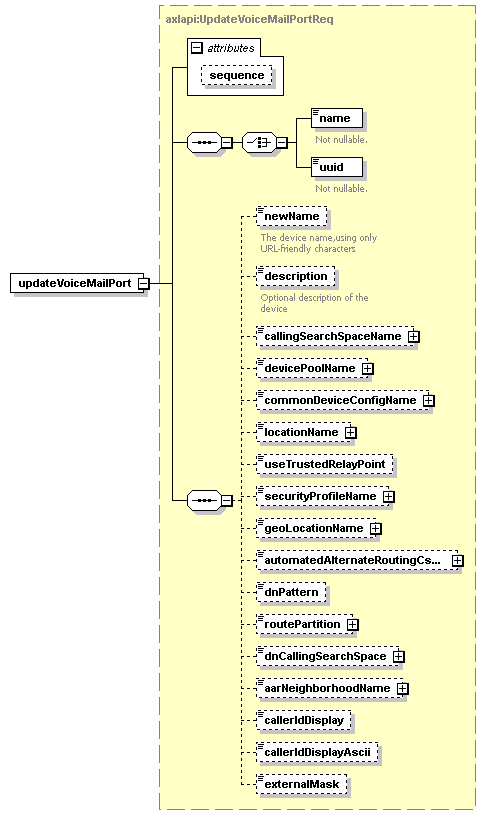 axlapi:UpdateVoiceMailPortReq
attributes
sequence
name
Not nullable.
uuid
Not nullable.
newName
The device name,using only
URL-friendly characters
description
Optional description of the
device
updateVoiceMailPort
callingSearchSpaceName
devicePoolName
commonDeviceConfigName
locationName
useTrustedRelayPoint
securityProfileName
geoLocationName
automatedAlternateRoutingCs...
dnPattern
routePartition
dnCallingSearchSpace
aarNeighborhoodName
callerIdDisplay
callerIdDisplayAscii
externalMask